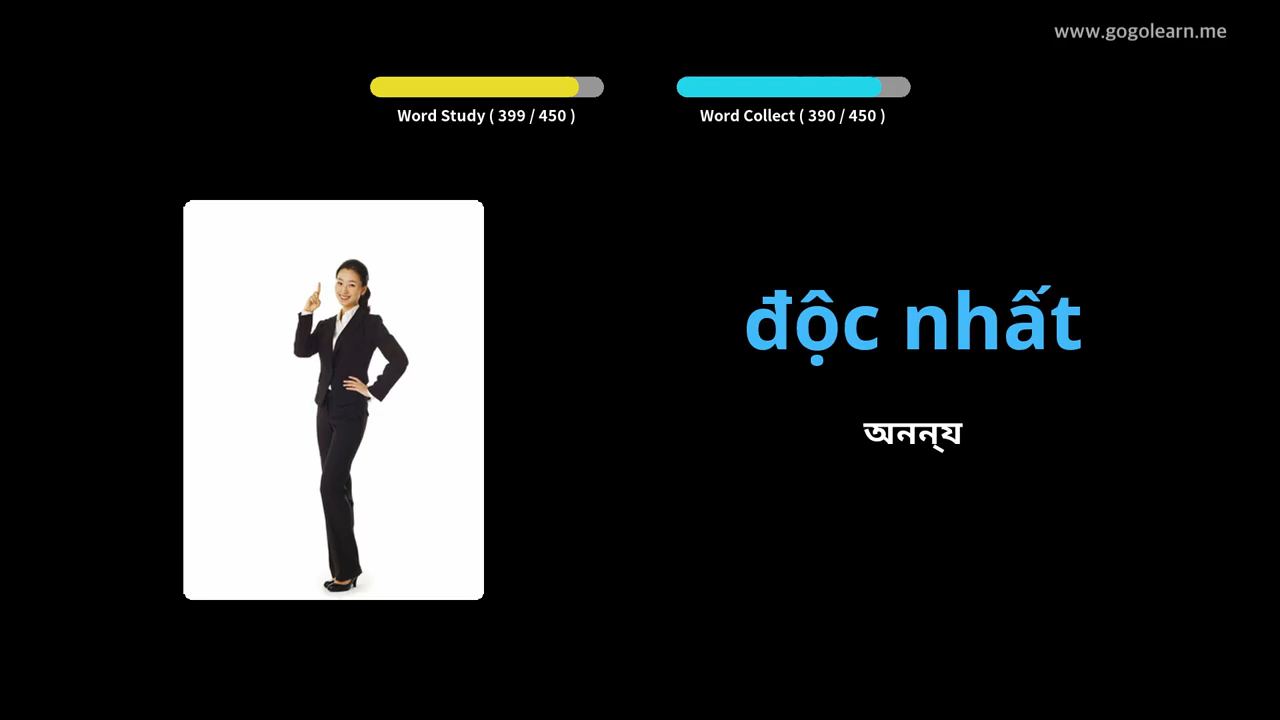 www.gogolearn.me
Word Study ( 399 / 450 )
Word Collect ( 390 / 450 )
độc nhất
অনন্য